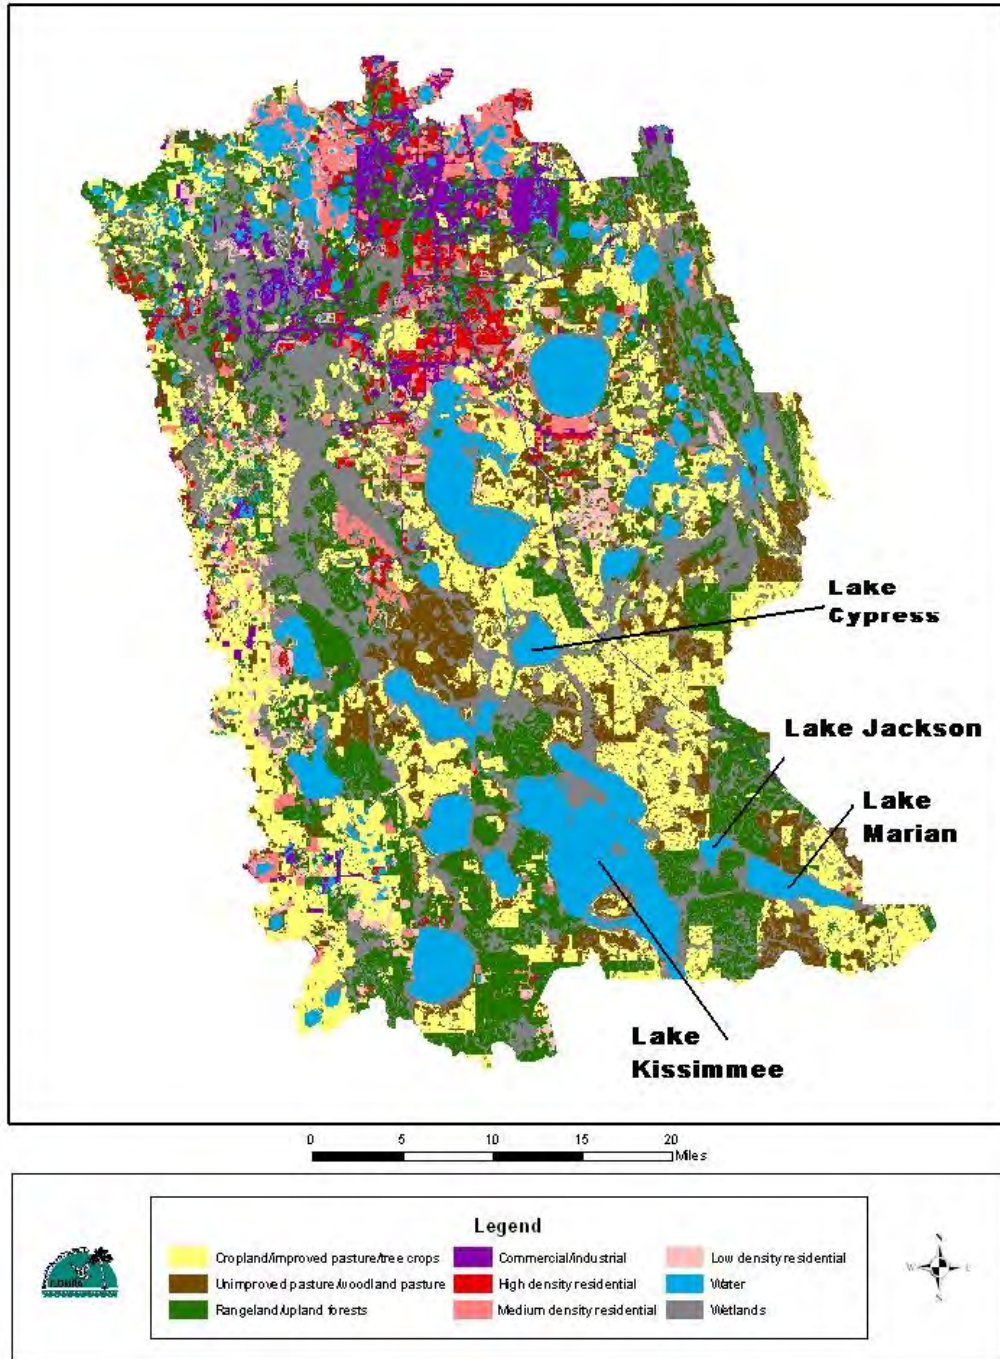 Lake
Cypress
Lake Jackson
Lake
Marian
Lake
Kissimmee
0 5 10 15 20
Miles
Legend
Cropland/improved pasture/tree crops
Unimproved pasture/woodland pasture
Rangeland/upland forests
Commercial/industrial
High density residential
Medium density residential
Low density residential
Water
Wetlands
N
W E
S
FLORIDA